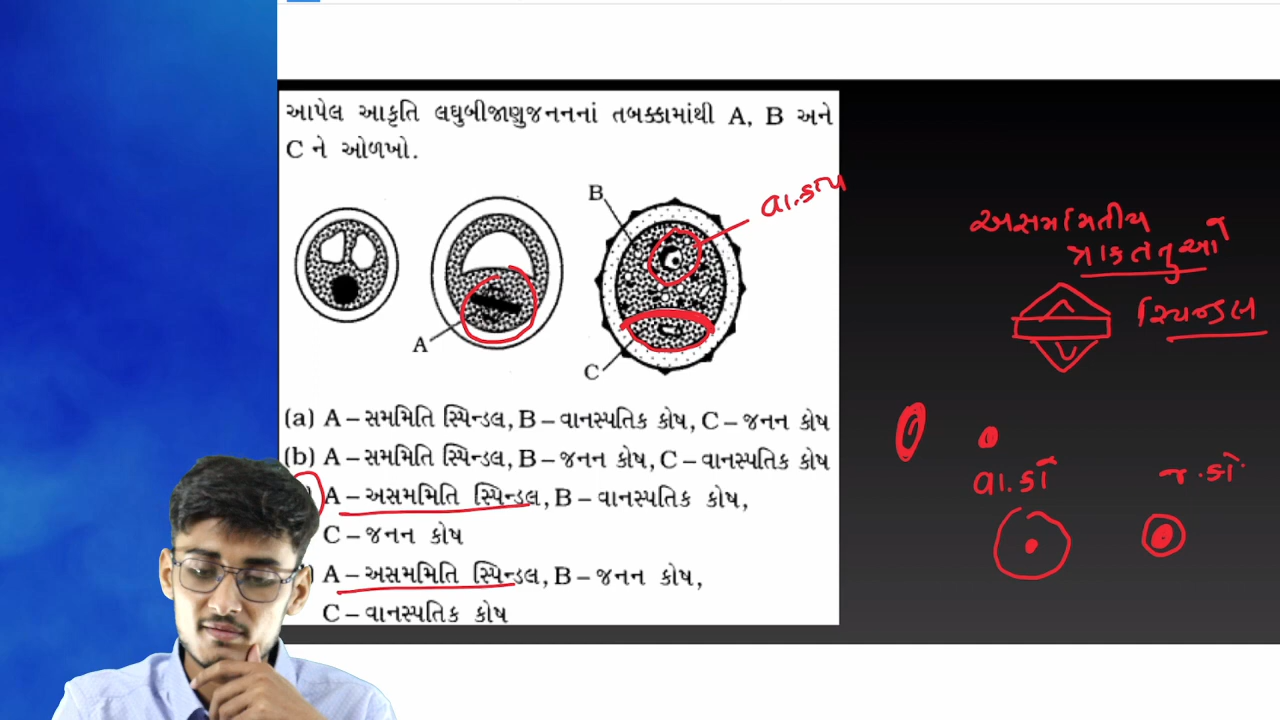 આપેલ આકૃતિ લઘુબીજાણુજનનનાં તબક્કામાંથી A, B અને
C ને ઓળખો.
B
A
C
વા.કોષ
અસમમિતીય
ત્રાકતંતુઓ
સ્પિન્ડલ
વા.કો
જ.કો.
(a) A – સમમિતિ સ્પિન્ડલ, B – વાનસ્પતિક કોષ, C – જનન કોષ
(b) A – સમમિતિ સ્પિન્ડલ, B – જનન કોષ, C – વાનસ્પતિક કોષ
A – અસમમિતિ સ્પિન્ડલ, B – વાનસ્પતિક કોષ,
C – જનન કોષ
) A – અસમમિતિ સ્પિન્ડલ, B – જનન કોષ,
C – વાનસ્પતિક કોષ